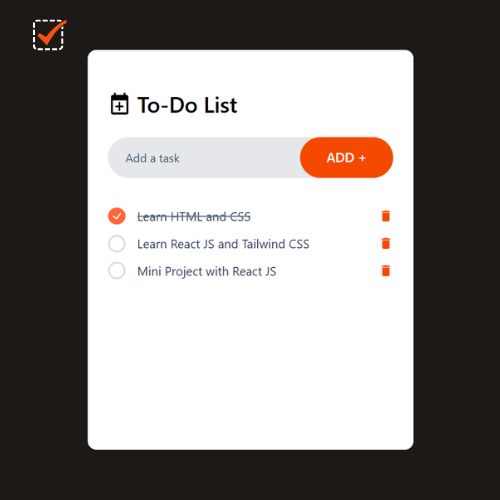 To-Do List
Add a task
ADD +
Learn HTML and CSS
Learn React JS and Tailwind CSS
Mini Project with React JS